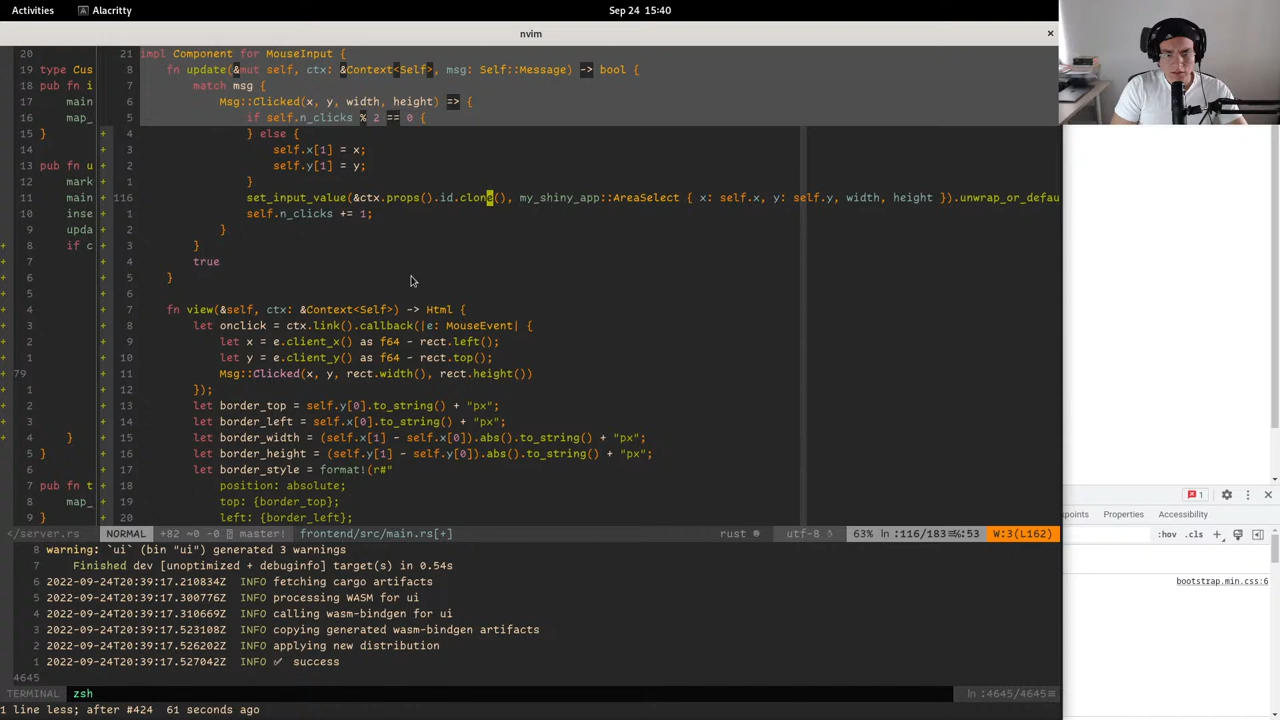 Activities
Alacritty
Sep 24 15:40
nvim
20
19 type Cus
18 pub fn i
17 main
16 map_
15 }
14
13 pub fn u
12 mark
11 main
10 inse
9 upda
8 if c
7
6
5
4
3
2
1
79
1
2
3
4 }
5 }
6
7 pub fn t
8 map_
9 }
21 impl Component for MouseInput {
8 fn update(&mut self, ctx: &Context<Self>, msg: Self::Message) -> bool {
7 match msg {
6 Msg::Clicked(x, y, width, height) => {
5 if self.n_clicks % 2 == 0 {
4 } else {
3 self.x[1] = x;
2 self.y[1] = y;
1 }
116 set_input_value(&ctx.props().id.clone(), my_shiny_app::AreaSelect { x: self.x, y: self.y, width, height }).unwrap_or_defau
1 self.n_clicks += 1;
2 }
3 }
4 true
5 }
6
7 fn view(&self, ctx: &Context<Self>) -> Html {
8 let onclick = ctx.link().callback(|e: MouseEvent| {
9 let x = e.client_x() as f64 - rect.left();
10 let y = e.client_y() as f64 - rect.top();
11 Msg::Clicked(x, y, rect.width(), rect.height())
12 });
13 let border_top = self.y[0].to_string() + "px";
14 let border_left = self.x[0].to_string() + "px";
15 let border_width = (self.x[1] - self.x[0]).abs().to_string() + "px";
16 let border_height = (self.y[1] - self.y[0]).abs().to_string() + "px";
17 let border_style = format!(r#"
18 position: absolute;
19 top: {border_top};
20 left: {border_left};
</server.rs NORMAL +82 ~0 -0 master! frontend/src/main.rs[+] rust utf-8 63% ln:116/183≡%:53 W:3(L162)
8 warning: `ui` (bin "ui") generated 3 warnings
7 Finished dev [unoptimized + debuginfo] target(s) in 0.54s
6 2022-09-24T20:39:17.210834Z INFO fetching cargo artifacts
5 2022-09-24T20:39:17.300776Z INFO processing WASM for ui
4 2022-09-24T20:39:17.310669Z INFO calling wasm-bindgen for ui
3 2022-09-24T20:39:17.523108Z INFO copying generated wasm-bindgen artifacts
2 2022-09-24T20:39:17.526202Z INFO applying new distribution
1 2022-09-24T20:39:17.527042Z INFO ✅ success
4645
TERMINAL zsh ln:4645/4645≡
1 line less; after #424 61 seconds ago
1
points Properties Accessibility
:hov .cls
bootstrap.min.css:6